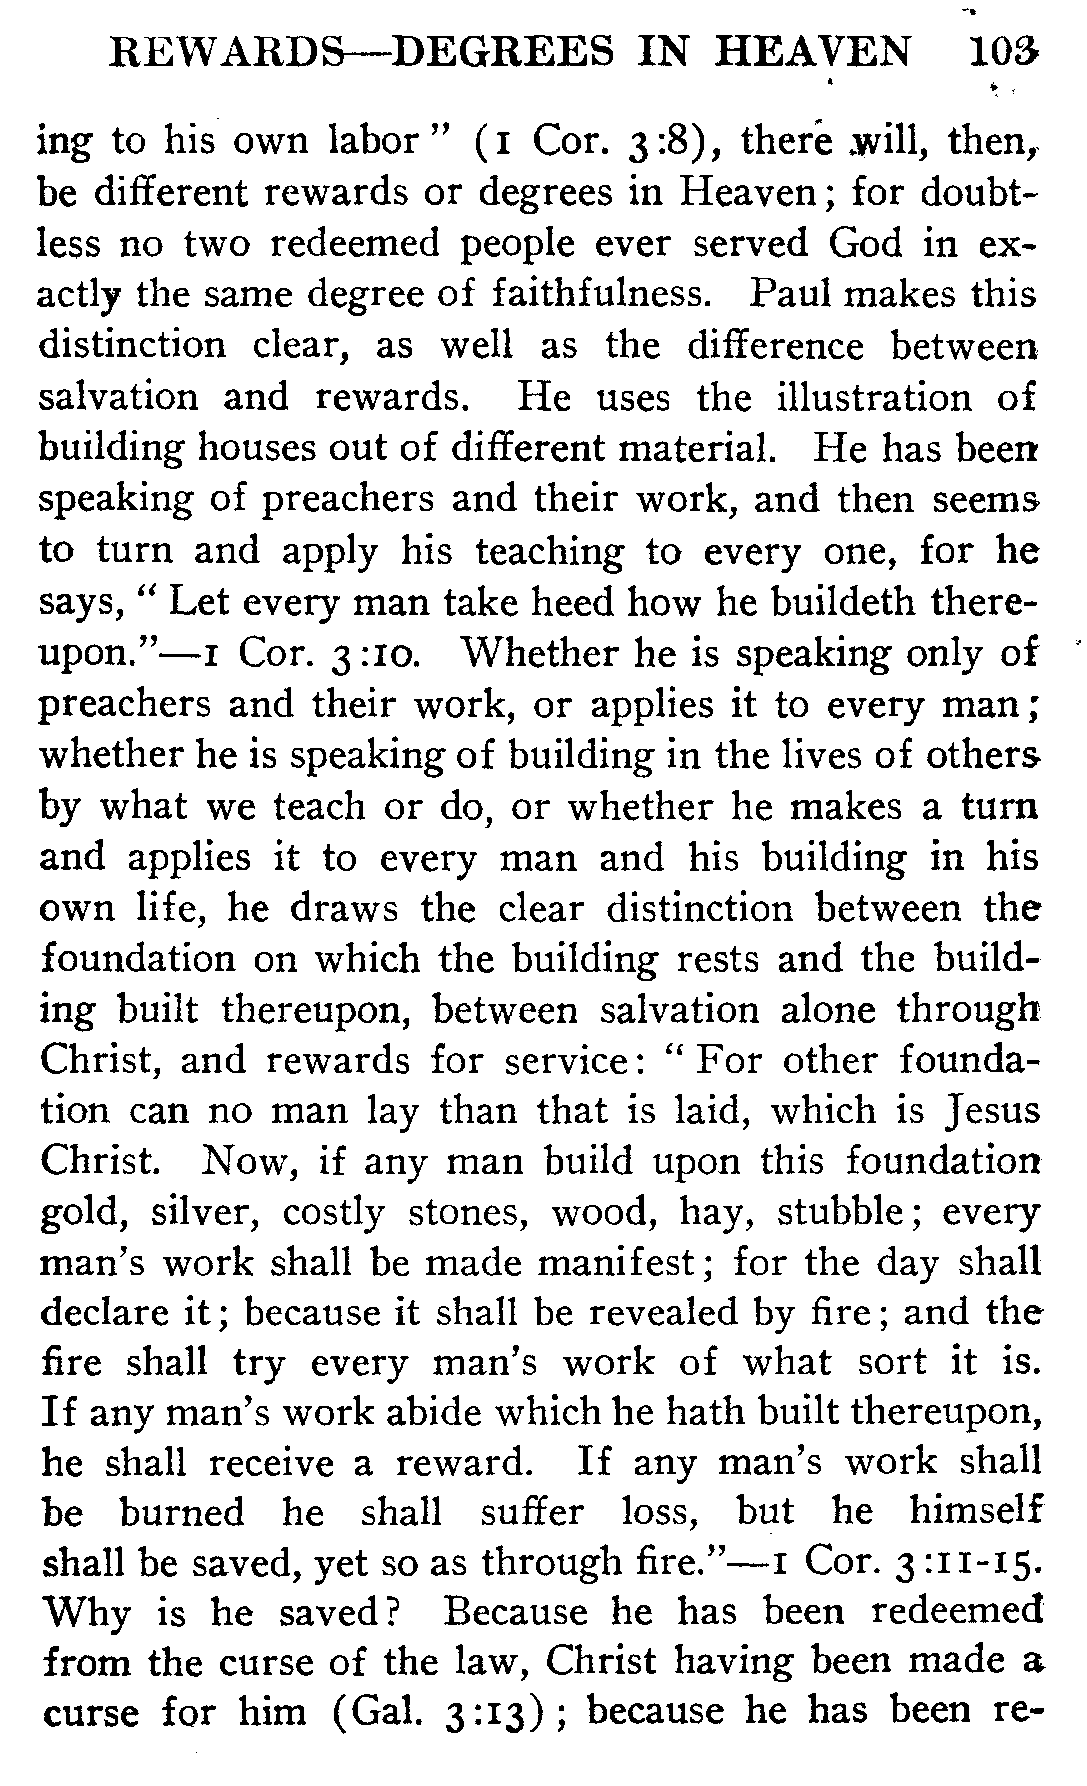 REWARDS—DEGREES IN HEAVEN 103
ing to his own labor" (1 Cor. 3:8), there will, then,
be different rewards or degrees in Heaven; for doubt-
less no two redeemed people ever served God in ex-
actly the same degree of faithfulness. Paul makes this
distinction clear, as well as the difference between
salvation and rewards. He uses the illustration of
building houses out of different material. He has been
speaking of preachers and their work, and then seems
to turn and apply his teaching to every one, for he
says, "Let every man take heed how he buildeth there-
upon."—1 Cor. 3:10. Whether he is speaking only of
preachers and their work, or applies it to every man;
whether he is speaking of building in the lives of others
by what we teach or do, or whether he makes a turn
and applies it to every man and his building in his
own life, he draws the clear distinction between the
foundation on which the building rests and the build-
ing built thereupon, between salvation alone through
Christ, and rewards for service: "For other founda-
tion can no man lay than that is laid, which is Jesus
Christ. Now, if any man build upon this foundation
gold, silver, costly stones, wood, hay, stubble; every
man's work shall be made manifest; for the day shall
declare it; because it shall be revealed by fire; and the
fire shall try every man's work of what sort it is.
If any man's work abide which he hath built thereupon,
he shall receive a reward. If any man's work shall
be burned he shall suffer loss, but he himself
shall be saved, yet so as through fire."—1 Cor. 3:11-15.
Why is he saved? Because he has been redeemed
from the curse of the law, Christ having been made a
curse for him (Gal. 3:13); because he has been re-